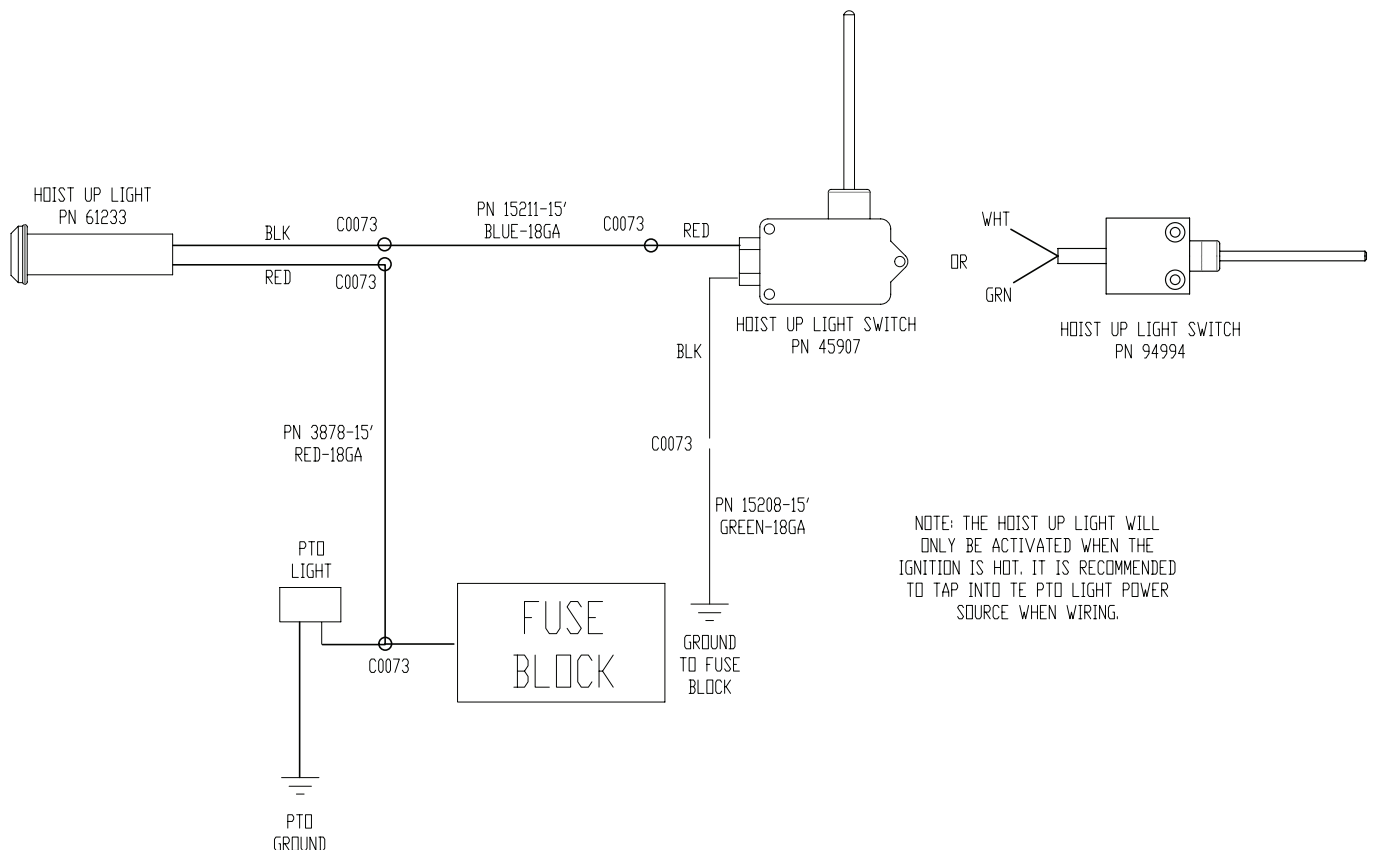 HOIST UP LIGHT
PN 61233
BLK
RED
C0073
C0073
PN 15211-15'
BLUE-18GA
C0073
RED
HOIST UP LIGHT SWITCH
PN 45907
OR
WHT
GRN
HOIST UP LIGHT SWITCH
PN 94994
BLK
C0073
PN 15208-15'
GREEN-18GA
PN 3878-15'
RED-18GA
PTO
LIGHT
C0073
FUSE
BLOCK
GROUND
TO FUSE
BLOCK
PTO
GROUND
NOTE: THE HOIST UP LIGHT WILL
ONLY BE ACTIVATED WHEN THE
IGNITION IS HOT. IT IS RECOMMENDED
TO TAP INTO TE PTO LIGHT POWER
SOURCE WHEN WIRING.